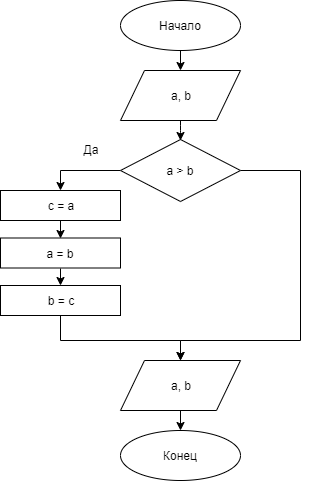 Начало
a, b
Да
a > b
c = a
a = b
b = c
a, b
Конец